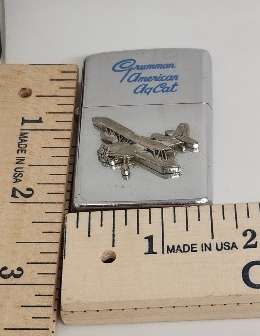 Grumman
American
Ag Cat
1
MADE IN USA
2
3
1
MADE IN USA
2